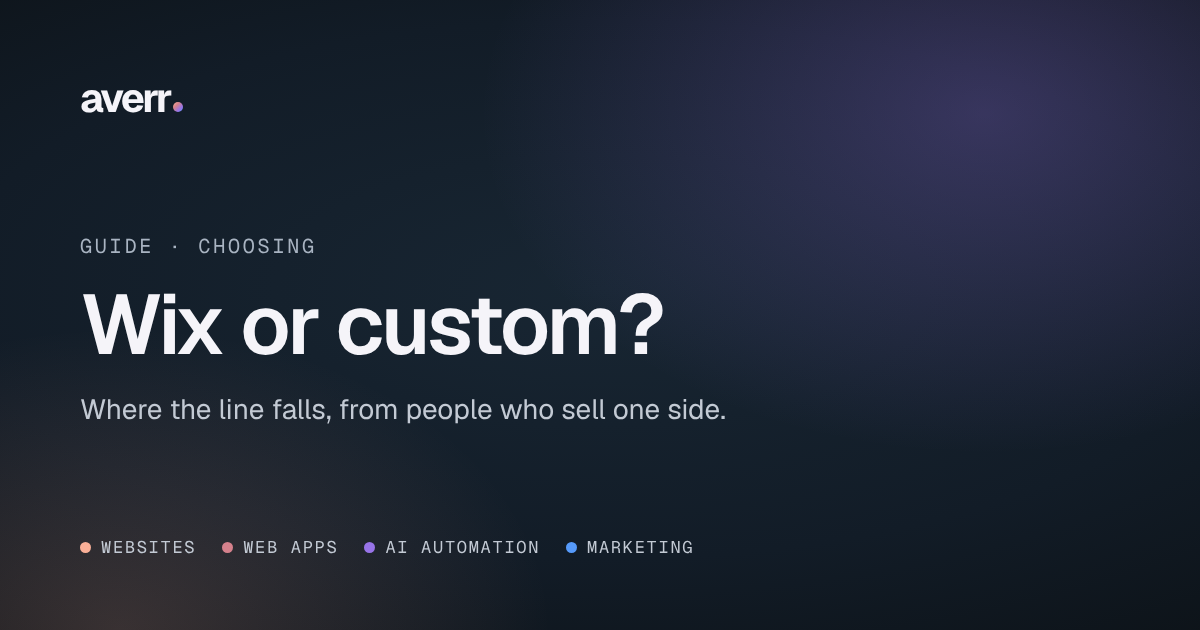 averr.
GUIDE · CHOOSING
Wix or custom?
Where the line falls, from people who sell one side.
WEBSITES WEB APPS AI AUTOMATION MARKETING